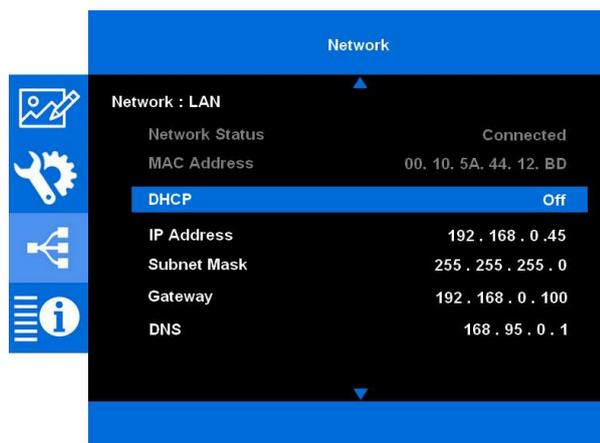 Network
Network : LAN
Network Status Connected
MAC Address 00. 10. 5A. 44. 12. BD
DHCP Off
IP Address 192 . 168 . 0 .45
Subnet Mask 255 . 255 . 255 . 0
Gateway 192 . 168 . 0 . 100
DNS 168 . 95 . 0 . 1